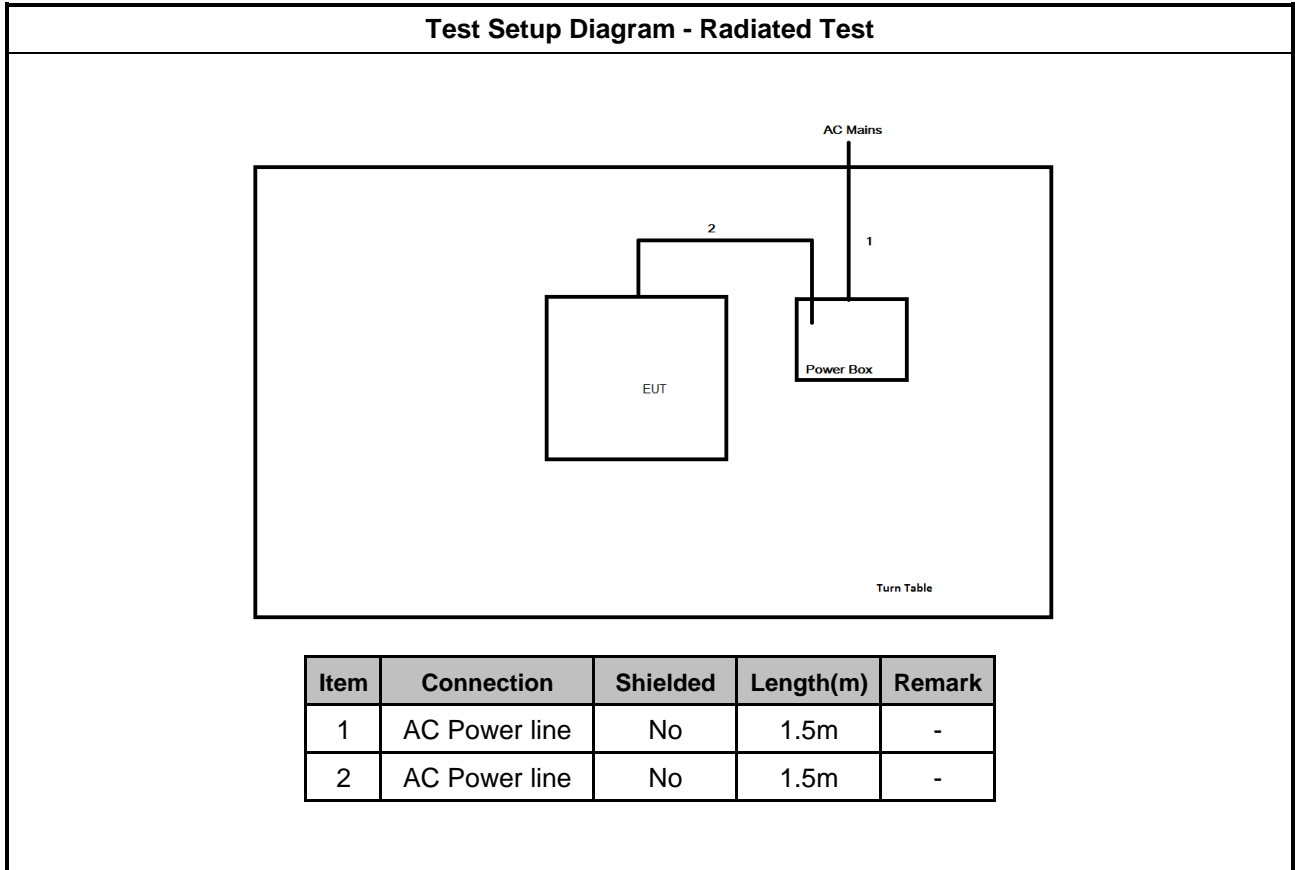 Test Setup Diagram - Radiated Test
AC Mains
2
1
Power Box
EUT
Turn Table
Item Connection Shielded Length(m) Remark
1 AC Power line No 1.5m -
2 AC Power line No 1.5m -